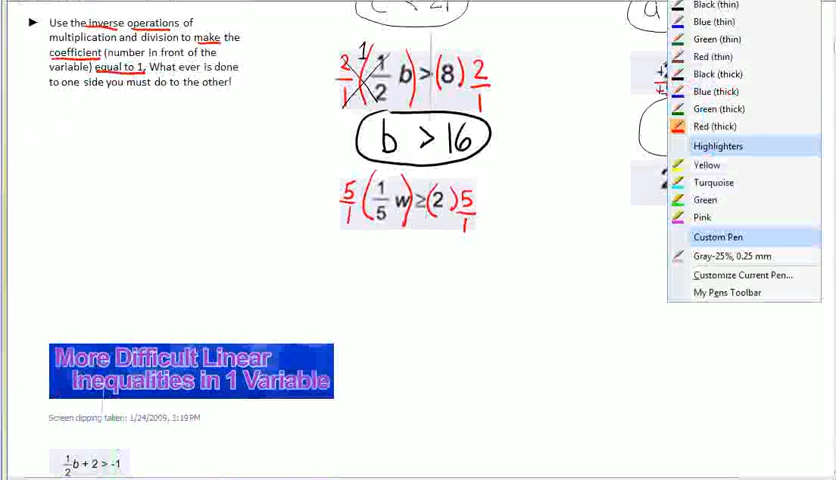 ► Use the inverse operations of
multiplication and division to make the
coefficient (number in front of the
variable) equal to 1. What ever is done
to one side you must do to the other!
2/1 (1/2 b) > (8) 2/1
1
b > 16
5/1 (1/5 w) ≥ (2) 5/1
More Difficult Linear
Inequalities in 1 Variable
Screen clipping taken: 1/24/2009, 3:19 PM
1/2 b + 2 > -1
Black (thin)
Blue (thin)
Green (thin)
Red (thin)
Black (thick)
Blue (thick)
Green (thick)
Red (thick)
Highlighters
Yellow
Turquoise
Green
Pink
Custom Pen
Gray-25%, 0.25 mm
Customize Current Pen...
My Pens Toolbar